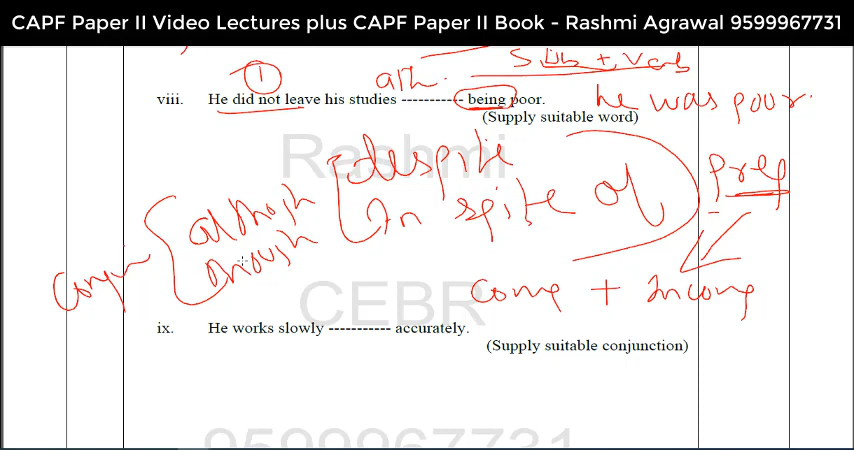 CAPF Paper II Video Lectures plus CAPF Paper II Book - Rashmi Agrawal 9599967731
Sub + Verb
1
alth.
viii. He did not leave his studies ----------- being poor.
he was poor.
(Supply suitable word)
Rashmi
despite
Prep
In spite of
although
Conj
Comp + Incomp
CEBR
ix. He works slowly ----------- accurately.
(Supply suitable conjunction)
9599967731